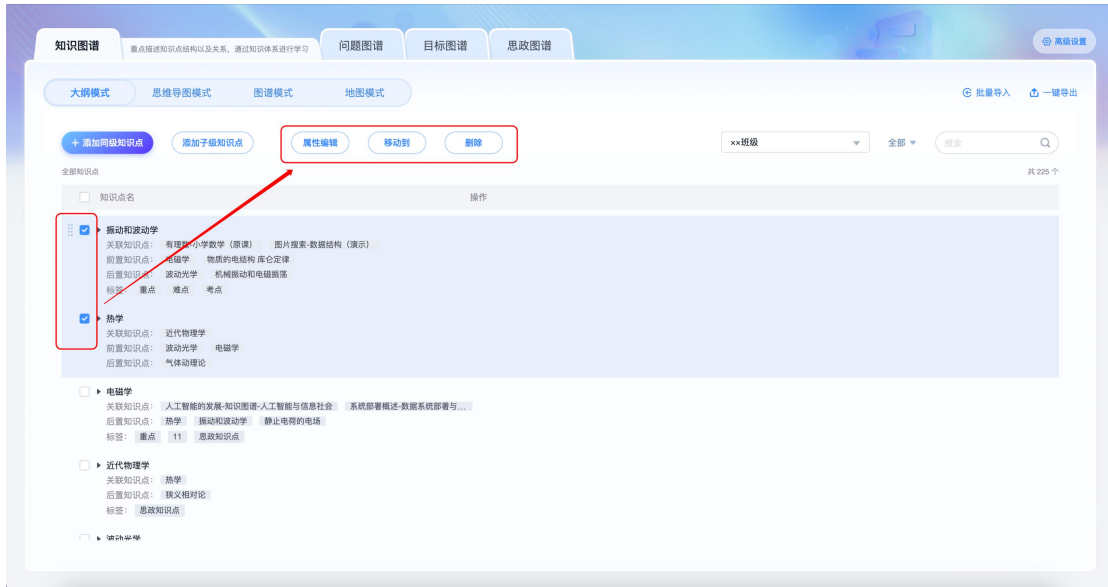 知识图谱 重点描述知识点结构以及关系，通过知识体系进行学习 问题图谱 目标图谱 思政图谱 高级设置
大纲模式 思维导图模式 图谱模式 地图模式 批量导入 一键导出
+ 添加同级知识点 添加子级知识点 属性编辑 移动到 删除 ××班级 全部 搜索
全部知识点 共 225 个
知识点名 操作
振动和波动学
关联知识点： 有理数-小学数学（原课） 图片搜索-数据结构（演示）
前置知识点： 电磁学 物质的电结构 库仑定律
后置知识点： 波动光学 机械振动和电磁振荡
标签： 重点 难点 考点
热学
关联知识点： 近代物理学
前置知识点： 波动光学 电磁学
后置知识点： 气体动理论
电磁学
关联知识点： 人工智能的发展-知识图谱-人工智能与信息社会 系统部署概述-数据系统部署与...
后置知识点： 热学 振动和波动学 静止电荷的电场
标签： 重点 11 思政知识点
近代物理学
关联知识点： 热学
后置知识点： 狭义相对论
标签： 思政知识点
波动光学